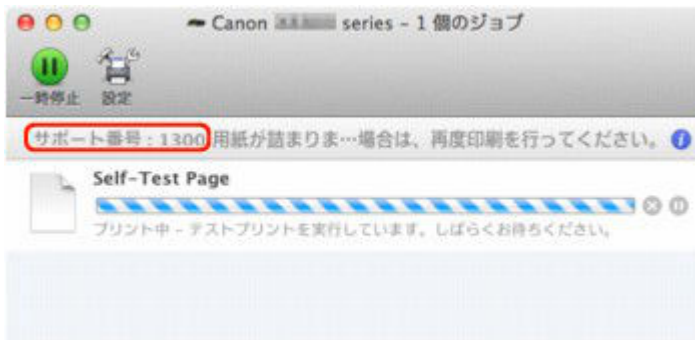 Canon series - 1 個のジョブ
一時停止 設定
サポート番号 : 1300 用紙が詰まりま…場合は、再度印刷を行ってください。
Self-Test Page
プリント中 - テストプリントを実行しています。しばらくお待ちください。